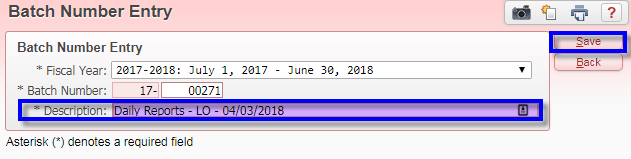 Batch Number Entry
?
Batch Number Entry
Save
* Fiscal Year: 2017-2018: July 1, 2017 - June 30, 2018
Back
* Batch Number: 17- 00271
* Description: Daily Reports - LO - 04/03/2018
Asterisk (*) denotes a required field